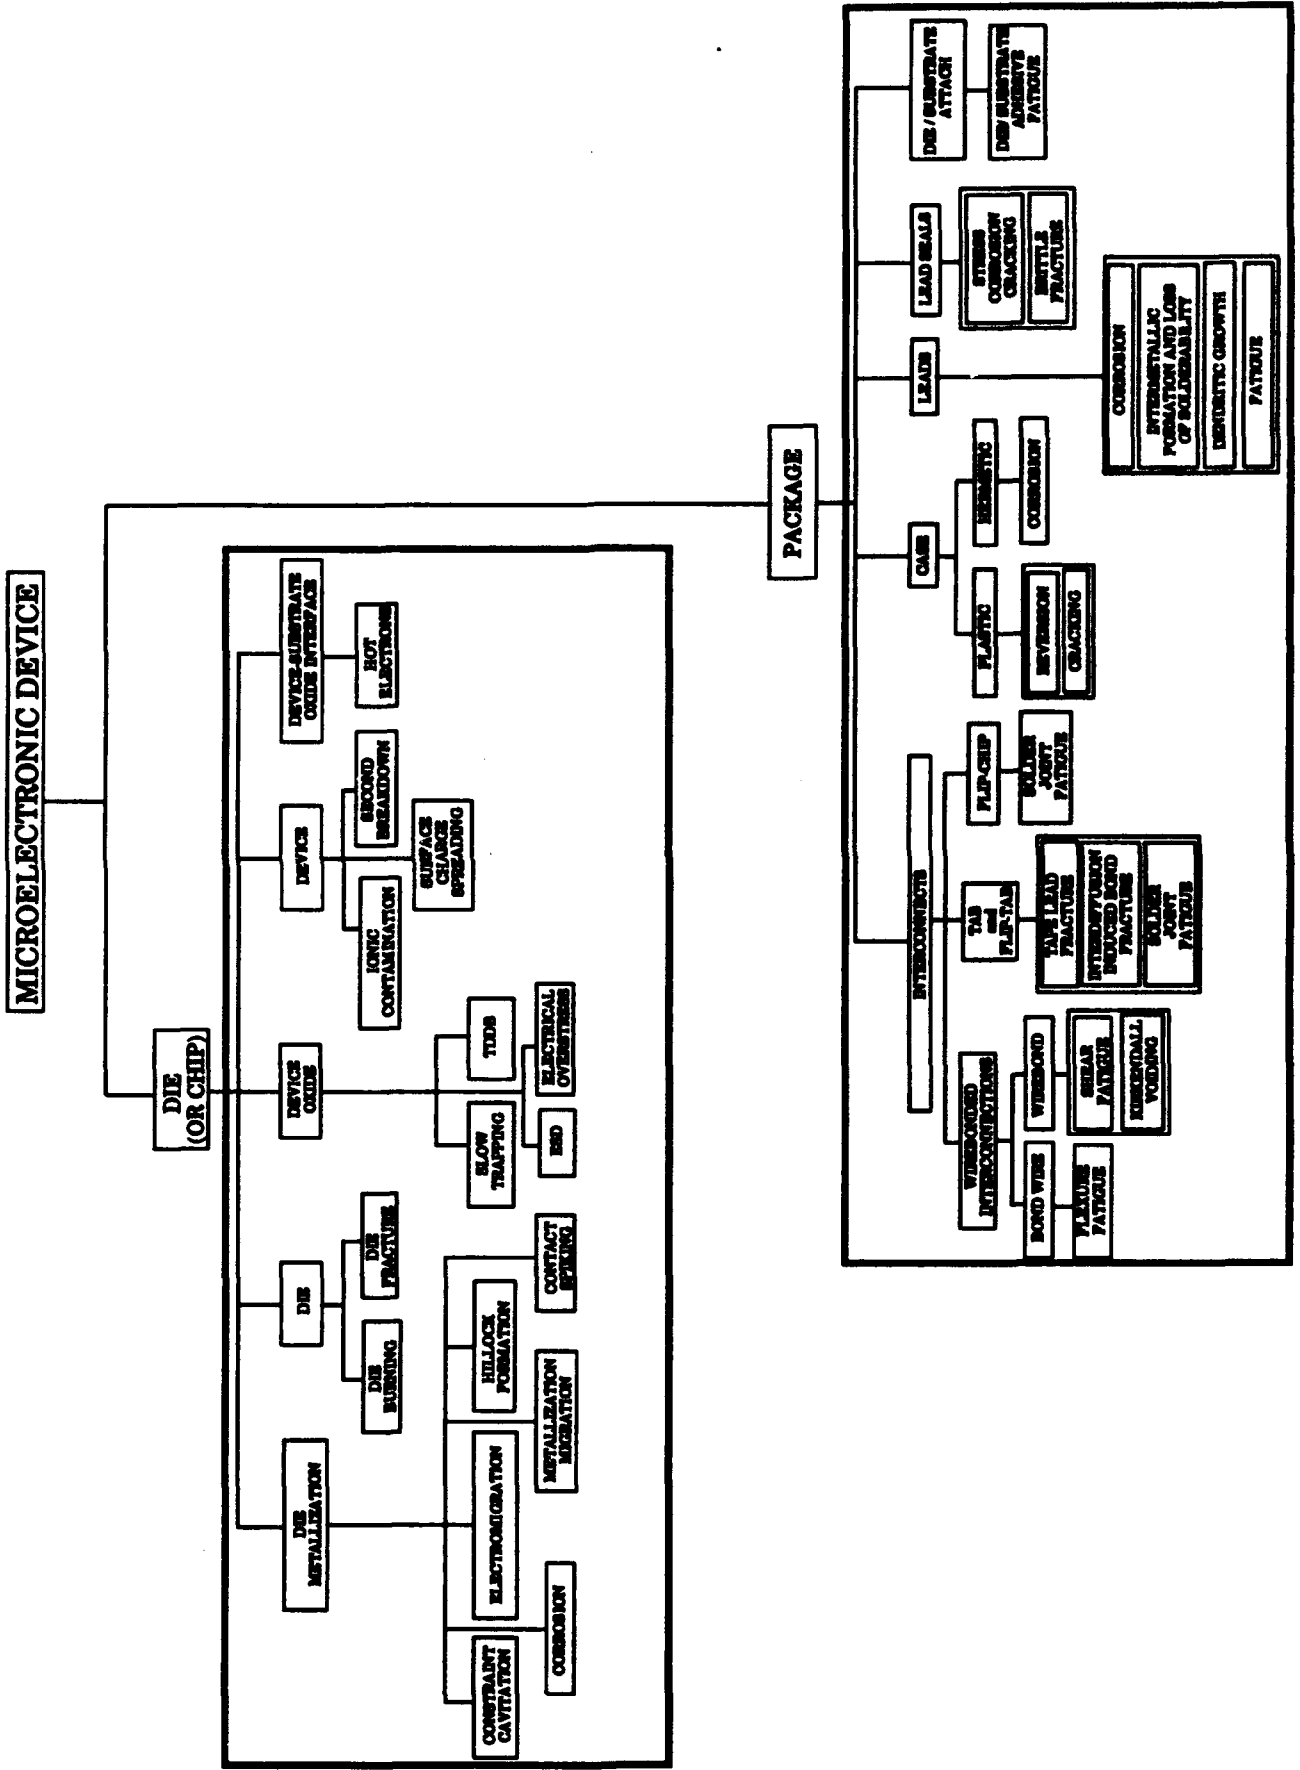 MICROELECTRONIC DEVICE
DIE
(OR CHIP)
DIE
METALLIZATION
CONSTRAINT
CAVITATION
CORROSION
ELECTROMIGRATION
METALLIZATION
MIGRATION
HILLOCK
FORMATION
CONTACT
SPIKING
DIE
DIE
BURNING
DIE
FRACTURE
DEVICE
OXIDE
SLOW
TRAPPING
TDDB
ESD
ELECTRICAL
OVERSTRESS
DEVICE
IONIC
CONTAMINATION
SECOND
BREAKDOWN
SURFACE
CHARGE
SPREADING
DEVICE-SUBSTRATE
OXIDE INTERFACE
HOT
ELECTRONS
PACKAGE
INTERCONNECTS
WIREBONDED
INTERCONNECTIONS
BOND WIRE
FLEXURE
FATIGUE
WIREBOND
SHEAR
FATIGUE
KIRKENDALL
VOIDING
TAB
and
FLIP-TAB
TAPE LEAD
FRACTURE
INTERDIFFUSION
INDUCED BOND
FRACTURE
SOLDER
JOINT
FATIGUE
FLIP-CHIP
SOLDER
JOINT
FATIGUE
CASE
PLASTIC
REVERSION
CRACKING
HERMETIC
CORROSION
LEADS
CORROSION
INTERMETALLIC
FORMATION AND LOSS
OF SOLDERABILITY
DENDRITIC GROWTH
FATIGUE
LEAD SEALS
STRESS
CORROSION
CRACKING
BRITTLE
FRACTURE
DIE / SUBSTRATE
ATTACH
DIE/ SUBSTRATE
ADHESIVE
FATIGUE